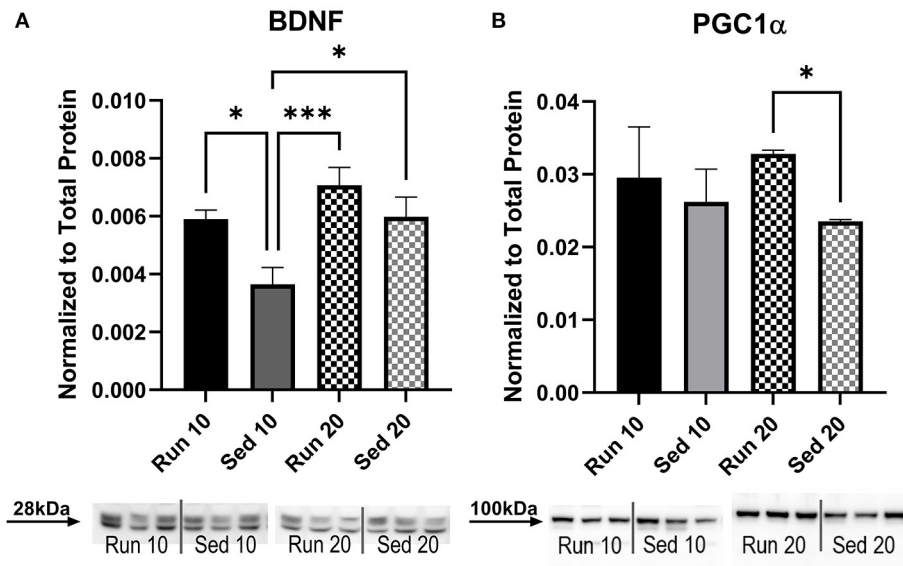 A
BDNF
*
* ***
Normalized to Total Protein
0.010
0.008
0.006
0.004
0.002
0.000
Run 10 Sed 10 Run 20 Sed 20
28kDa
Run 10 Sed 10 Run 20 Sed 20
B
PGC1α
*
Normalized to Total Protein
0.04
0.03
0.02
0.01
0.00
Run 10 Sed 10 Run 20 Sed 20
100kDa
Run 10 Sed 10 Run 20 Sed 20